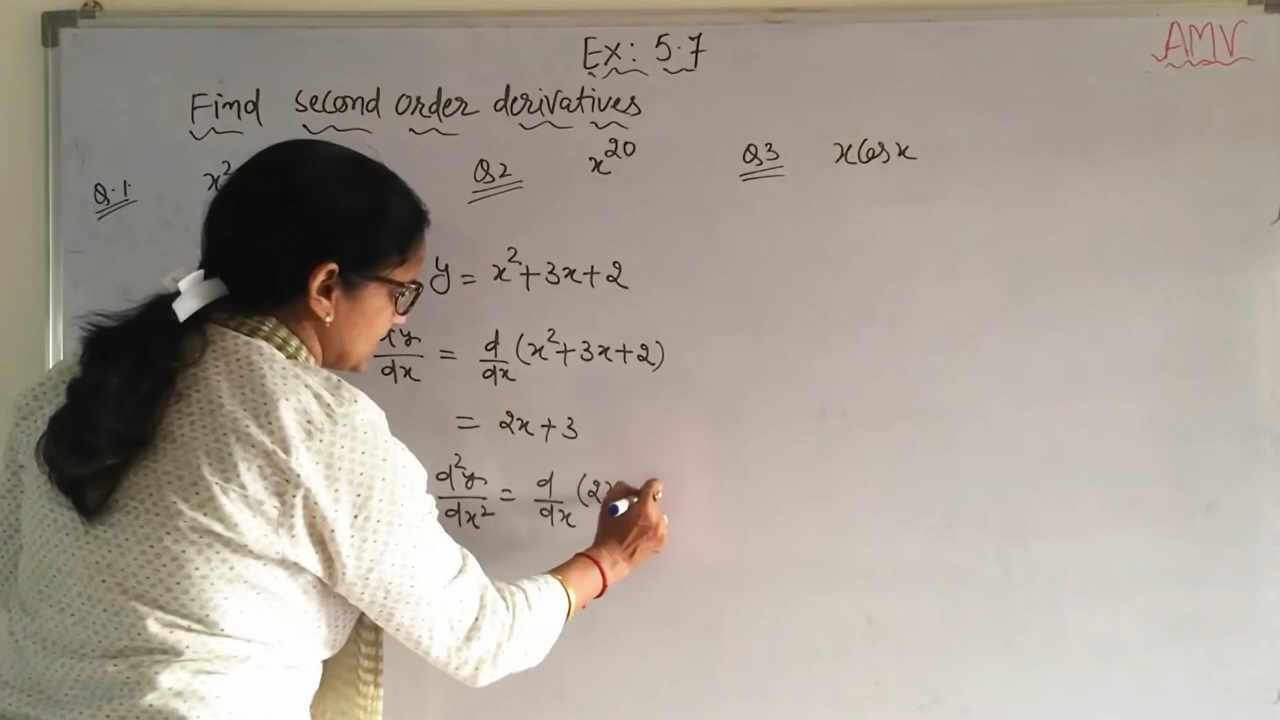 Ex: 5.7
AMV
Find second order derivatives
Q.1 x²
Q2 x²⁰
Q3 x Cos x
y = x²+3x+2
dy/dx = d/dx (x²+3x+2)
= 2x+3
d²y/dx² = d/dx (2x